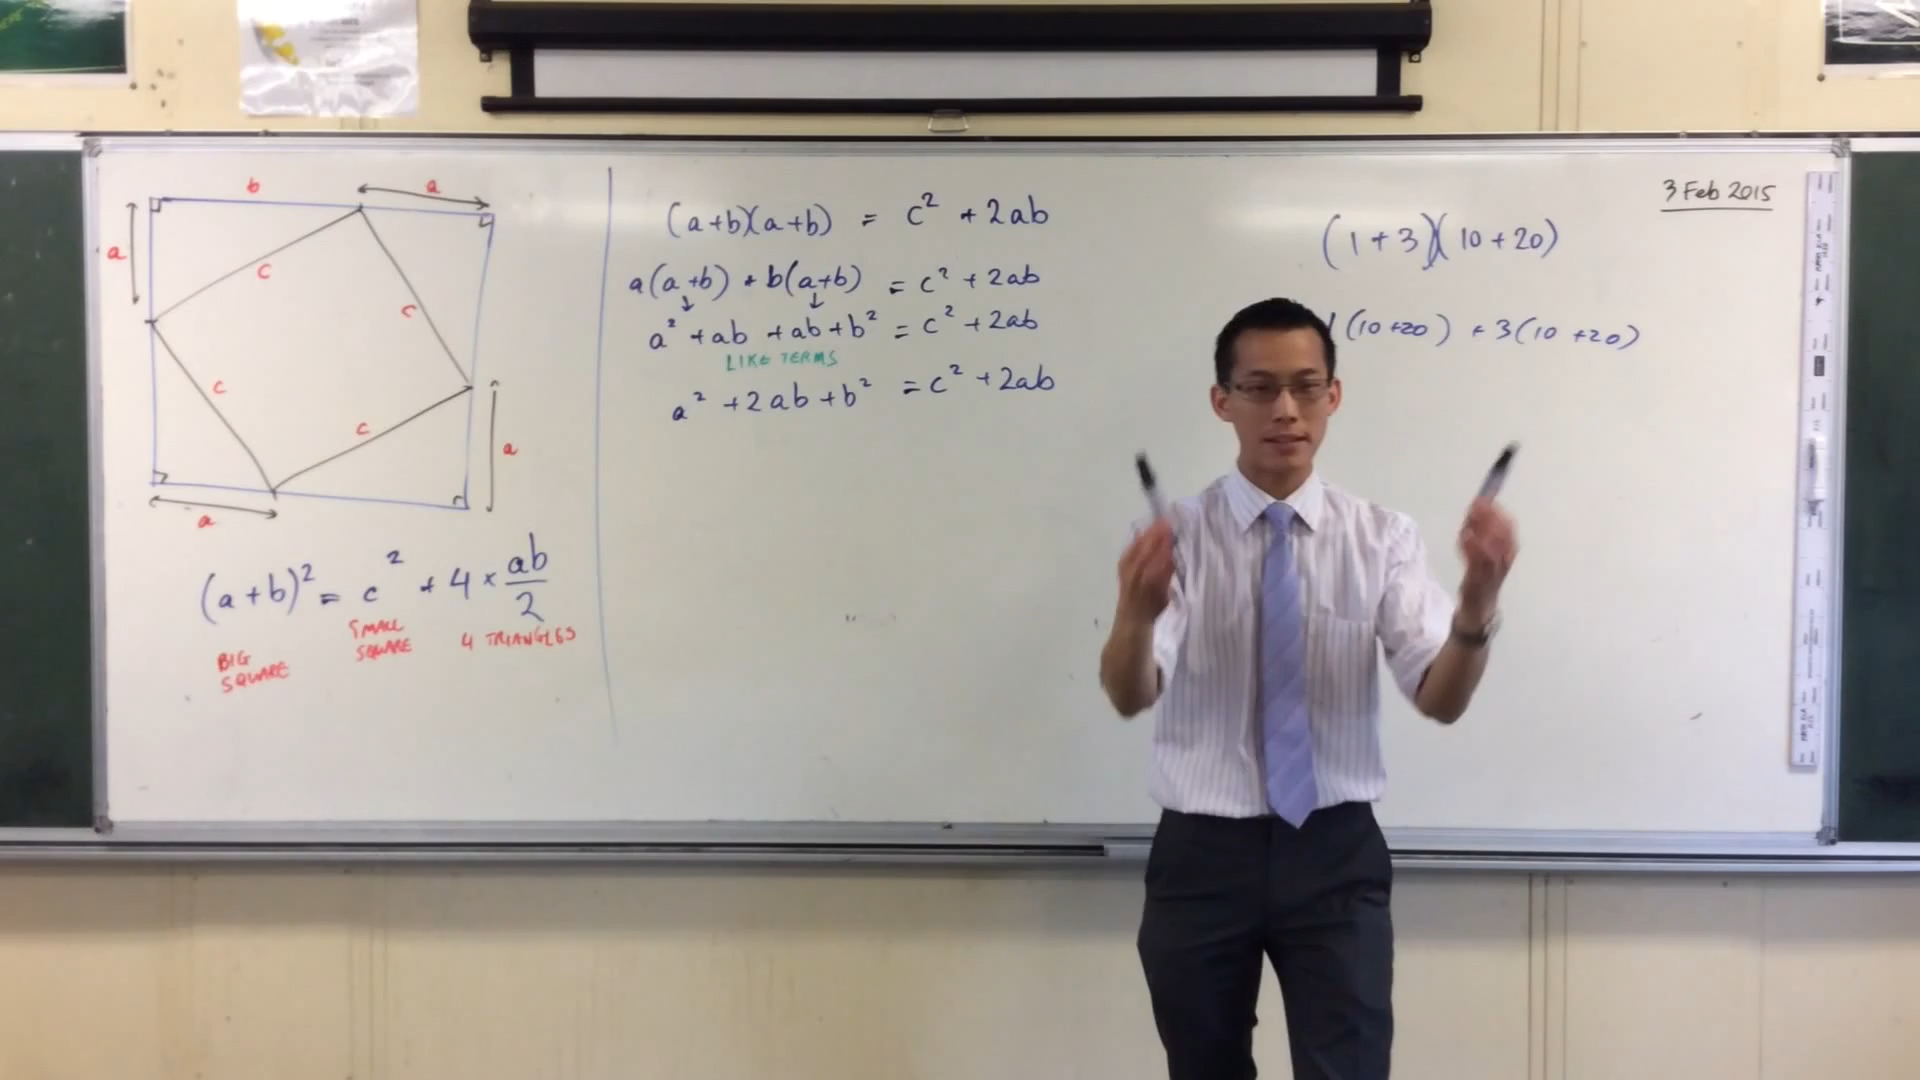 b
a
a
c
c
c
c
a
a
(a+b)² = c² + 4 × ab/2
BIG SQUARE
SMALL SQUARE
4 TRIANGLES
(a+b)(a+b) = c² + 2ab
a(a+b) + b(a+b) = c² + 2ab
a² + ab + ab + b² = c² + 2ab
LIKE TERMS
a² + 2ab + b² = c² + 2ab
3 Feb 2015
(1+3)(10+20)
1(10+20) + 3(10+20)